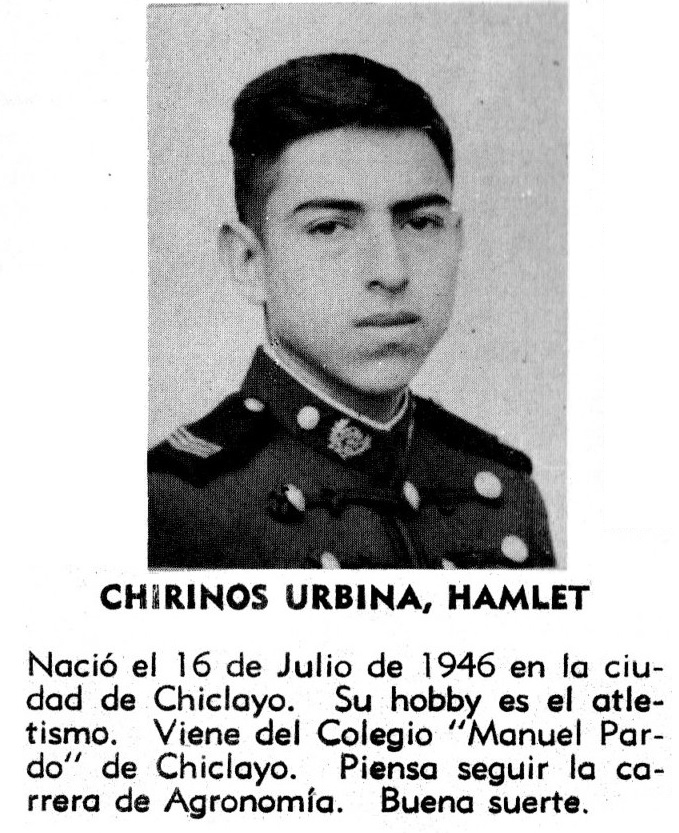 CHIRINOS URBINA, HAMLET
Nació el 16 de Julio de 1946 en la ciu-
dad de Chiclayo. Su hobby es el atle-
tismo. Viene del Colegio "Manuel Par-
do" de Chiclayo. Piensa seguir la ca-
rrera de Agronomía. Buena suerte.